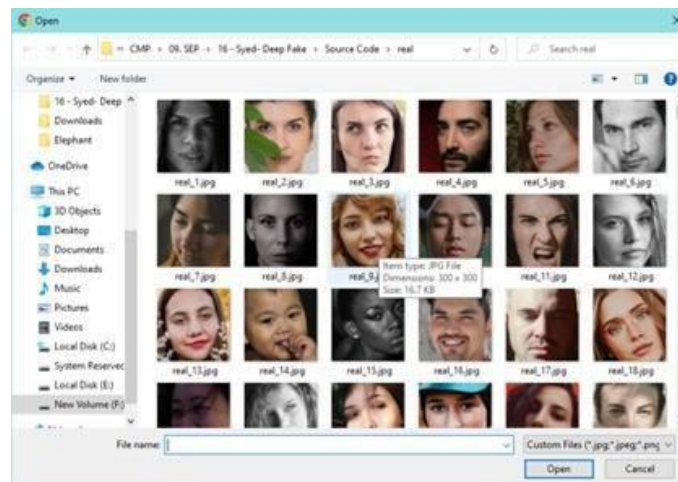 Open
« CMP › 09. SEP › 16 - Syed- Deep Fake › Source Code › real
Search real
Organize
New folder
16 - Syed- Deep
Downloads
Elephant
OneDrive
This PC
3D Objects
Desktop
Documents
Downloads
Music
Pictures
Videos
Local Disk (C:)
System Reserved
Local Disk (E:)
New Volume (F:)
real_1.jpg real_2.jpg real_3.jpg real_4.jpg real_5.jpg real_6.jpg
real_7.jpg real_8.jpg real_9.j real_11.jpg real_12.jpg
Item type: JPG File
Dimensions: 300 x 300
Size: 16.7 KB
real_13.jpg real_14.jpg real_15.jpg real_16.jpg real_17.jpg real_18.jpg
File name:
Custom Files (*.jpg;*.jpeg;*.png
Open Cancel